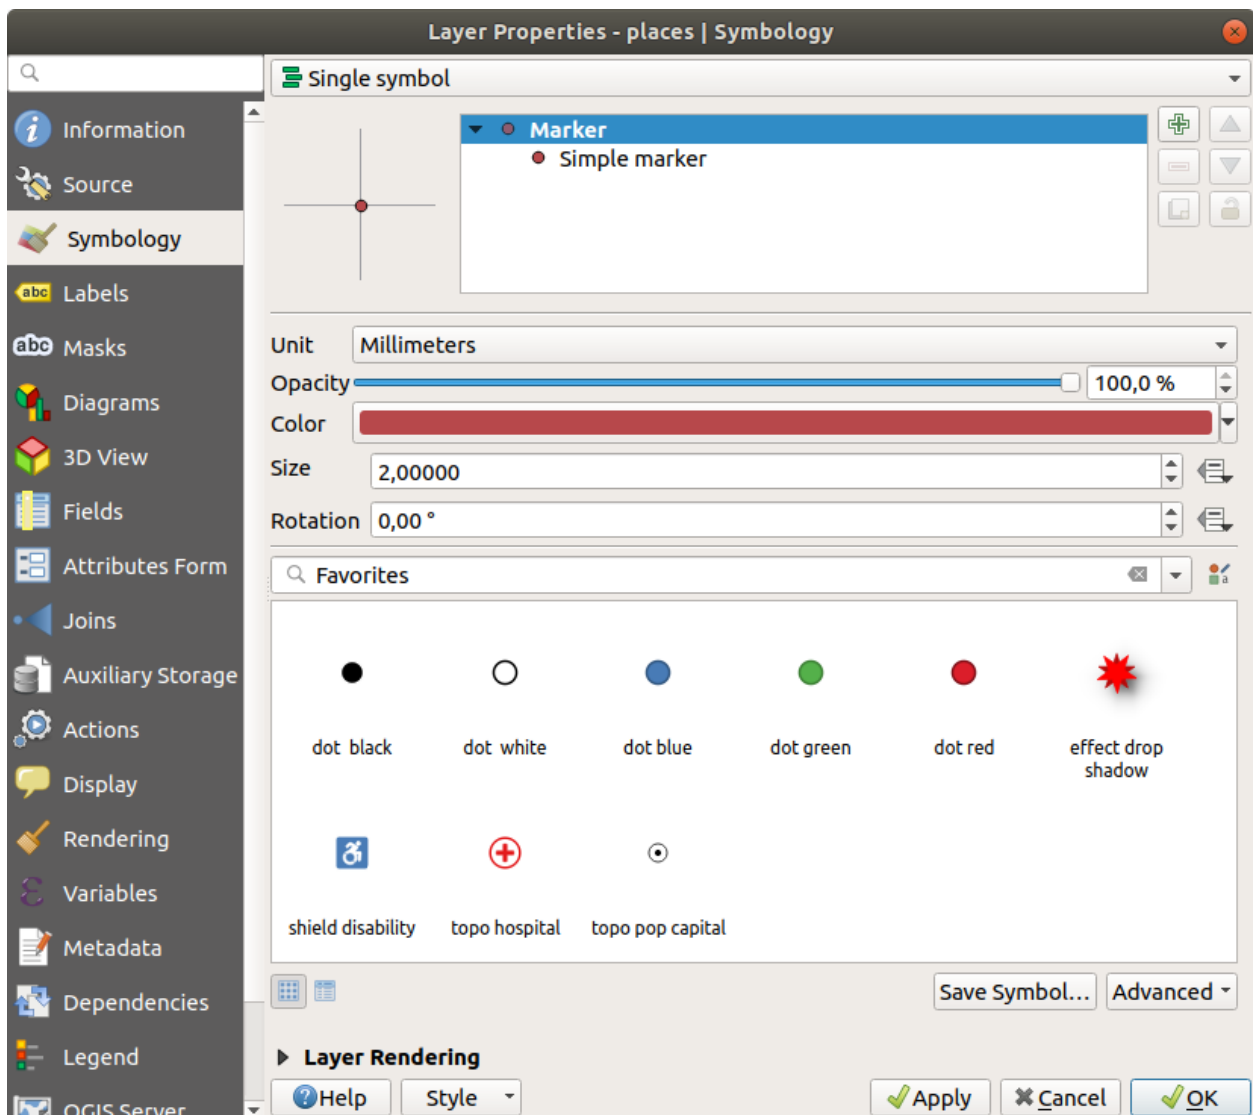 Layer Properties - places | Symbology
Single symbol
Information
Source
Symbology
abc Labels
abc Masks
Diagrams
3D View
Fields
Attributes Form
Joins
Auxiliary Storage
Actions
Display
Rendering
Variables
Metadata
Dependencies
Legend
QGIS Server
Marker
Simple marker
Unit Millimeters
Opacity 100,0 %
Color
Size 2,00000
Rotation 0,00 °
Favorites
dot black dot white dot blue dot green dot red effect drop
shadow
shield disability topo hospital topo pop capital
Save Symbol... Advanced
Layer Rendering
Help Style Apply Cancel OK